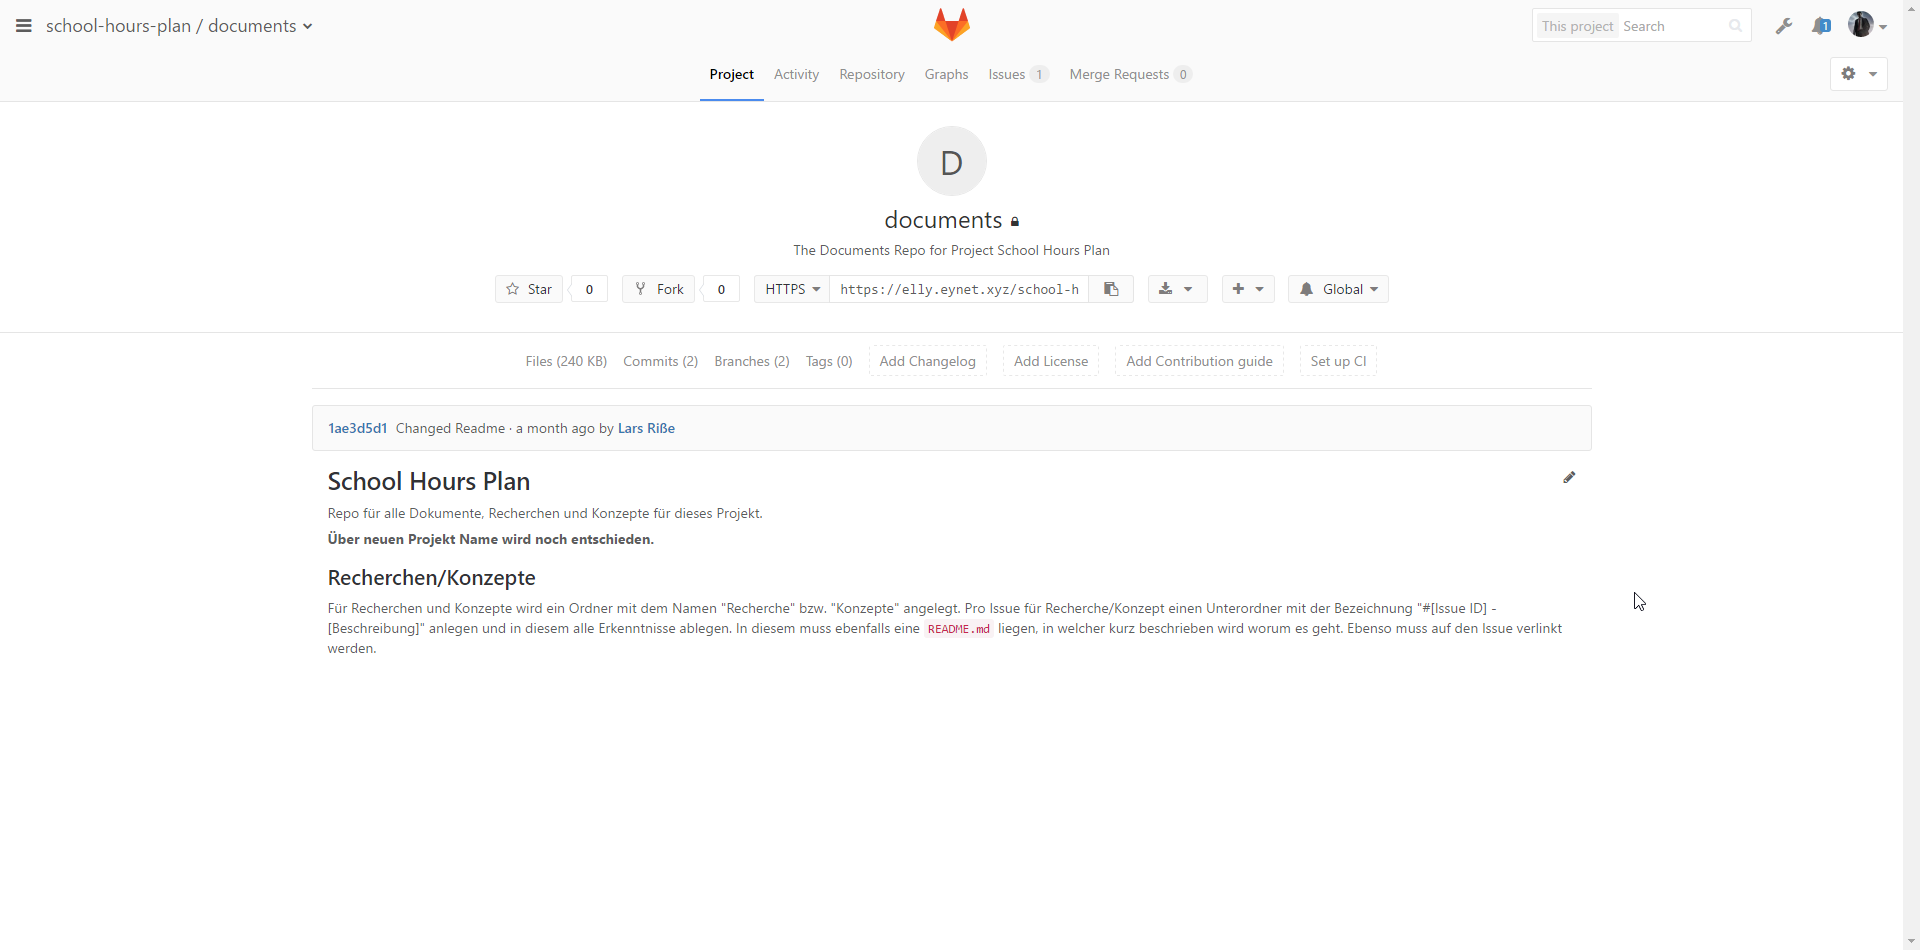 school-hours-plan / documents
This project Search
1
Project Activity Repository Graphs Issues 1 Merge Requests 0
D
documents
The Documents Repo for Project School Hours Plan
Star 0 Fork 0 HTTPS https://elly.eynet.xyz/school-h Global
Files (240 KB) Commits (2) Branches (2) Tags (0) Add Changelog Add License Add Contribution guide Set up CI
1ae3d5d1 Changed Readme · a month ago by Lars Riße
School Hours Plan
Repo für alle Dokumente, Recherchen und Konzepte für dieses Projekt.
Über neuen Projekt Name wird noch entschieden.
Recherchen/Konzepte
Für Recherchen und Konzepte wird ein Ordner mit dem Namen "Recherche" bzw. "Konzepte" angelegt. Pro Issue für Recherche/Konzept einen Unterordner mit der Bezeichnung "#[Issue ID] -
[Beschreibung]" anlegen und in diesem alle Erkenntnisse ablegen. In diesem muss ebenfalls eine README.md liegen, in welcher kurz beschrieben wird worum es geht. Ebenso muss auf den Issue verlinkt
werden.